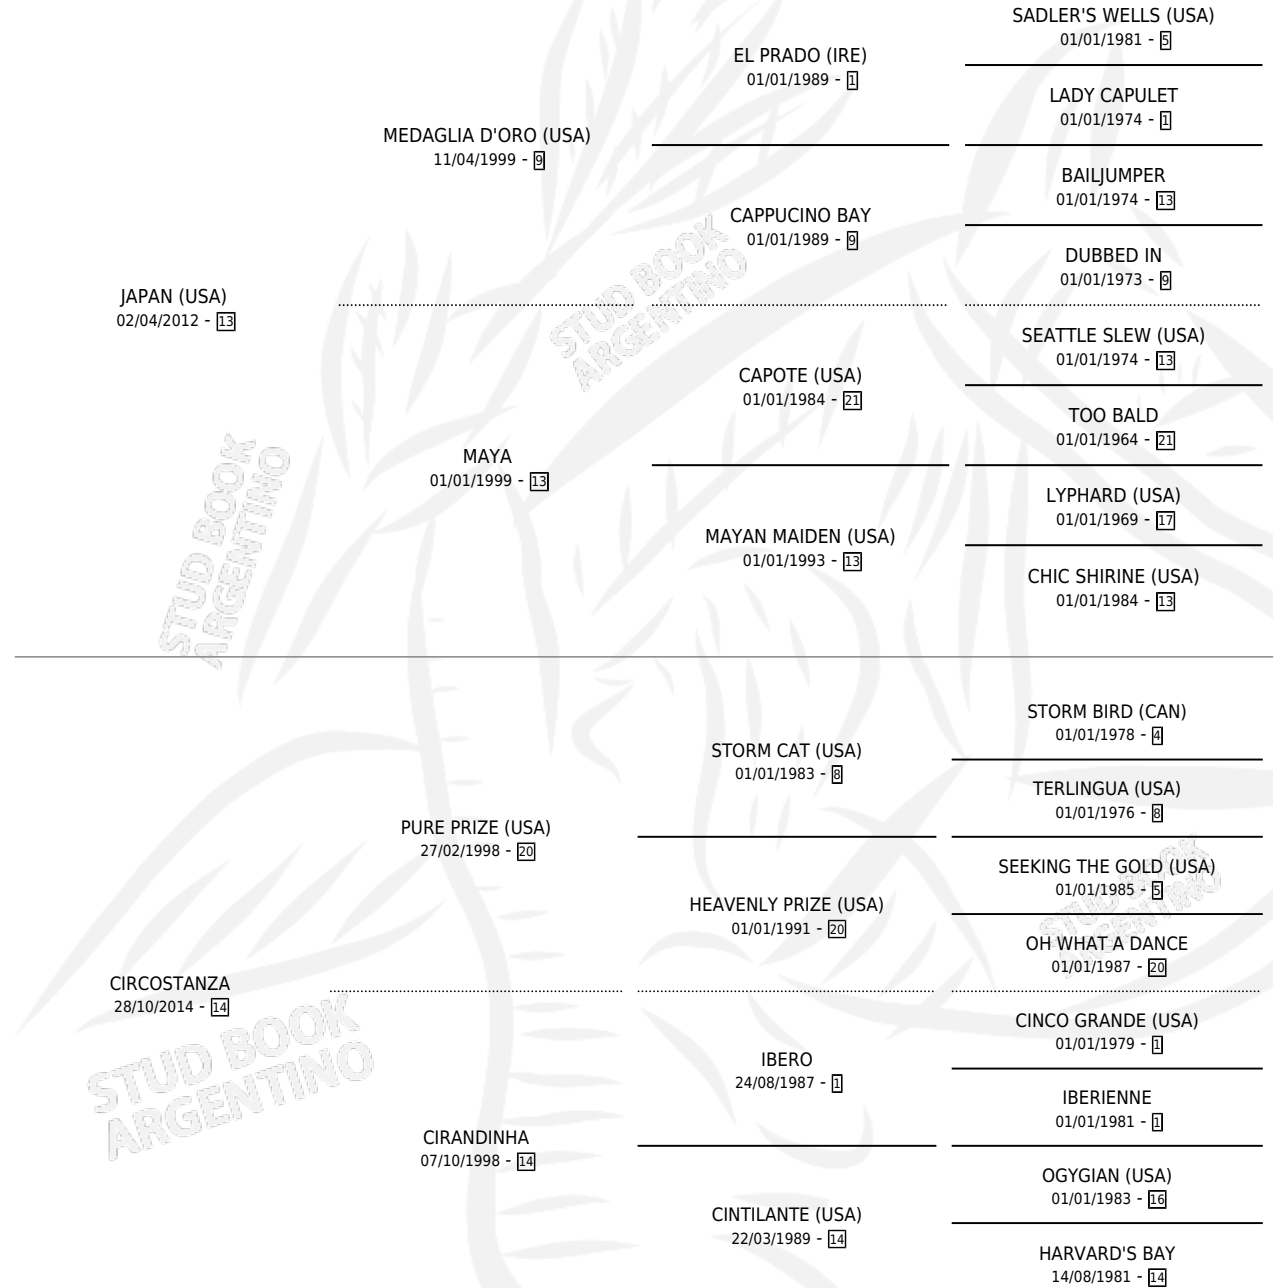 SADLER'S WELLS (USA)
01/01/1981 - 5
EL PRADO (IRE)
01/01/1989 - 1
LADY CAPULET
01/01/1974 - 1
MEDAGLIA D'ORO (USA)
11/04/1999 - 9
BAILJUMPER
01/01/1974 - 13
CAPPUCINO BAY
01/01/1989 - 9
DUBBED IN
01/01/1973 - 9
JAPAN (USA)
02/04/2012 - 13
STUD BOOK
ARGENTINO
SEATTLE SLEW (USA)
01/01/1974 - 13
CAPOTE (USA)
01/01/1984 - 21
TOO BALD
01/01/1964 - 21
MAYA
01/01/1999 - 13
LYPHARD (USA)
01/01/1969 - 17
MAYAN MAIDEN (USA)
01/01/1993 - 13
CHIC SHIRINE (USA)
01/01/1984 - 13
STUD BOOK
ARGENTINO
STORM BIRD (CAN)
01/01/1978 - 4
STORM CAT (USA)
01/01/1983 - 8
TERLINGUA (USA)
01/01/1976 - 8
PURE PRIZE (USA)
27/02/1998 - 20
SEEKING THE GOLD (USA)
01/01/1985 - 5
HEAVENLY PRIZE (USA)
01/01/1991 - 20
OH WHAT A DANCE
01/01/1987 - 20
STUD BOOK
ARGENTINO
CIRCOSTANZA
28/10/2014 - 14
CINCO GRANDE (USA)
01/01/1979 - 1
IBERO
24/08/1987 - 1
IBERIENNE
01/01/1981 - 1
STUD BOOK
ARGENTINO
CIRANDINHA
07/10/1998 - 14
OGYGIAN (USA)
01/01/1983 - 16
CINTILANTE (USA)
22/03/1989 - 14
HARVARD'S BAY
14/08/1981 - 14